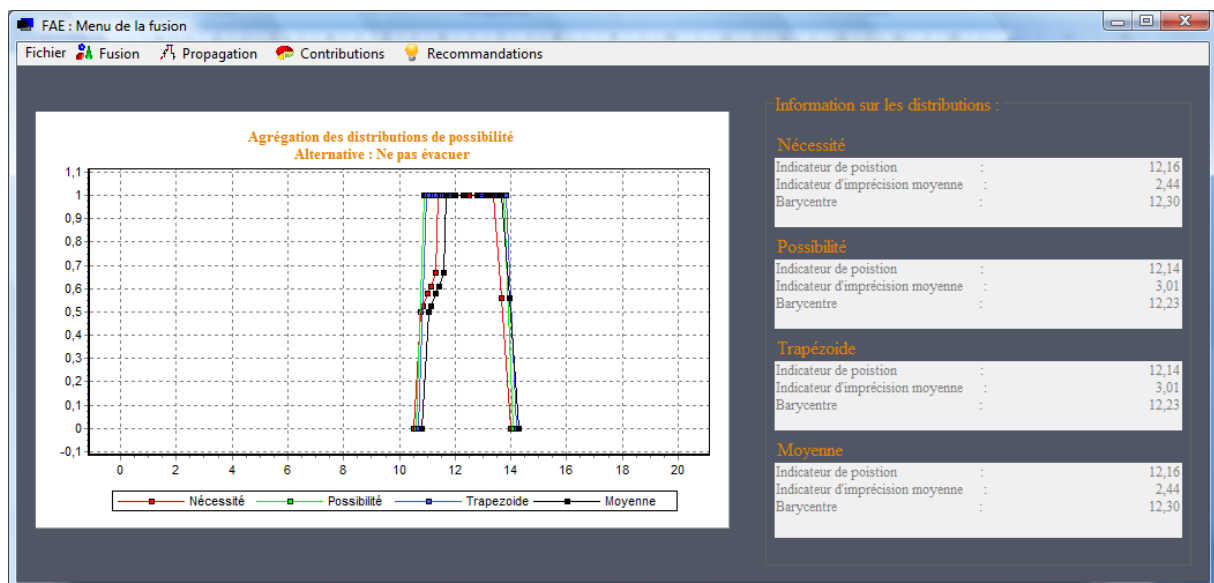 FAE : Menu de la fusion
Fichier Fusion Propagation Contributions Recommandations
Agrégation des distributions de possibilité
Alternative : Ne pas évacuer
1,1
1
0,9
0,8
0,7
0,6
0,5
0,4
0,3
0,2
0,1
0
-0,1
0 2 4 6 8 10 12 14 16 18 20
Nécessité Possibilité Trapezoide Moyenne
Information sur les distributions :
Nécessité
Indicateur de poistion : 12,16
Indicateur d'imprécision moyenne : 2,44
Barycentre : 12,30
Possibilité
Indicateur de poistion : 12,14
Indicateur d'imprécision moyenne : 3,01
Barycentre : 12,23
Trapézoide
Indicateur de poistion : 12,14
Indicateur d'imprécision moyenne : 3,01
Barycentre : 12,23
Moyenne
Indicateur de poistion : 12,16
Indicateur d'imprécision moyenne : 2,44
Barycentre : 12,30